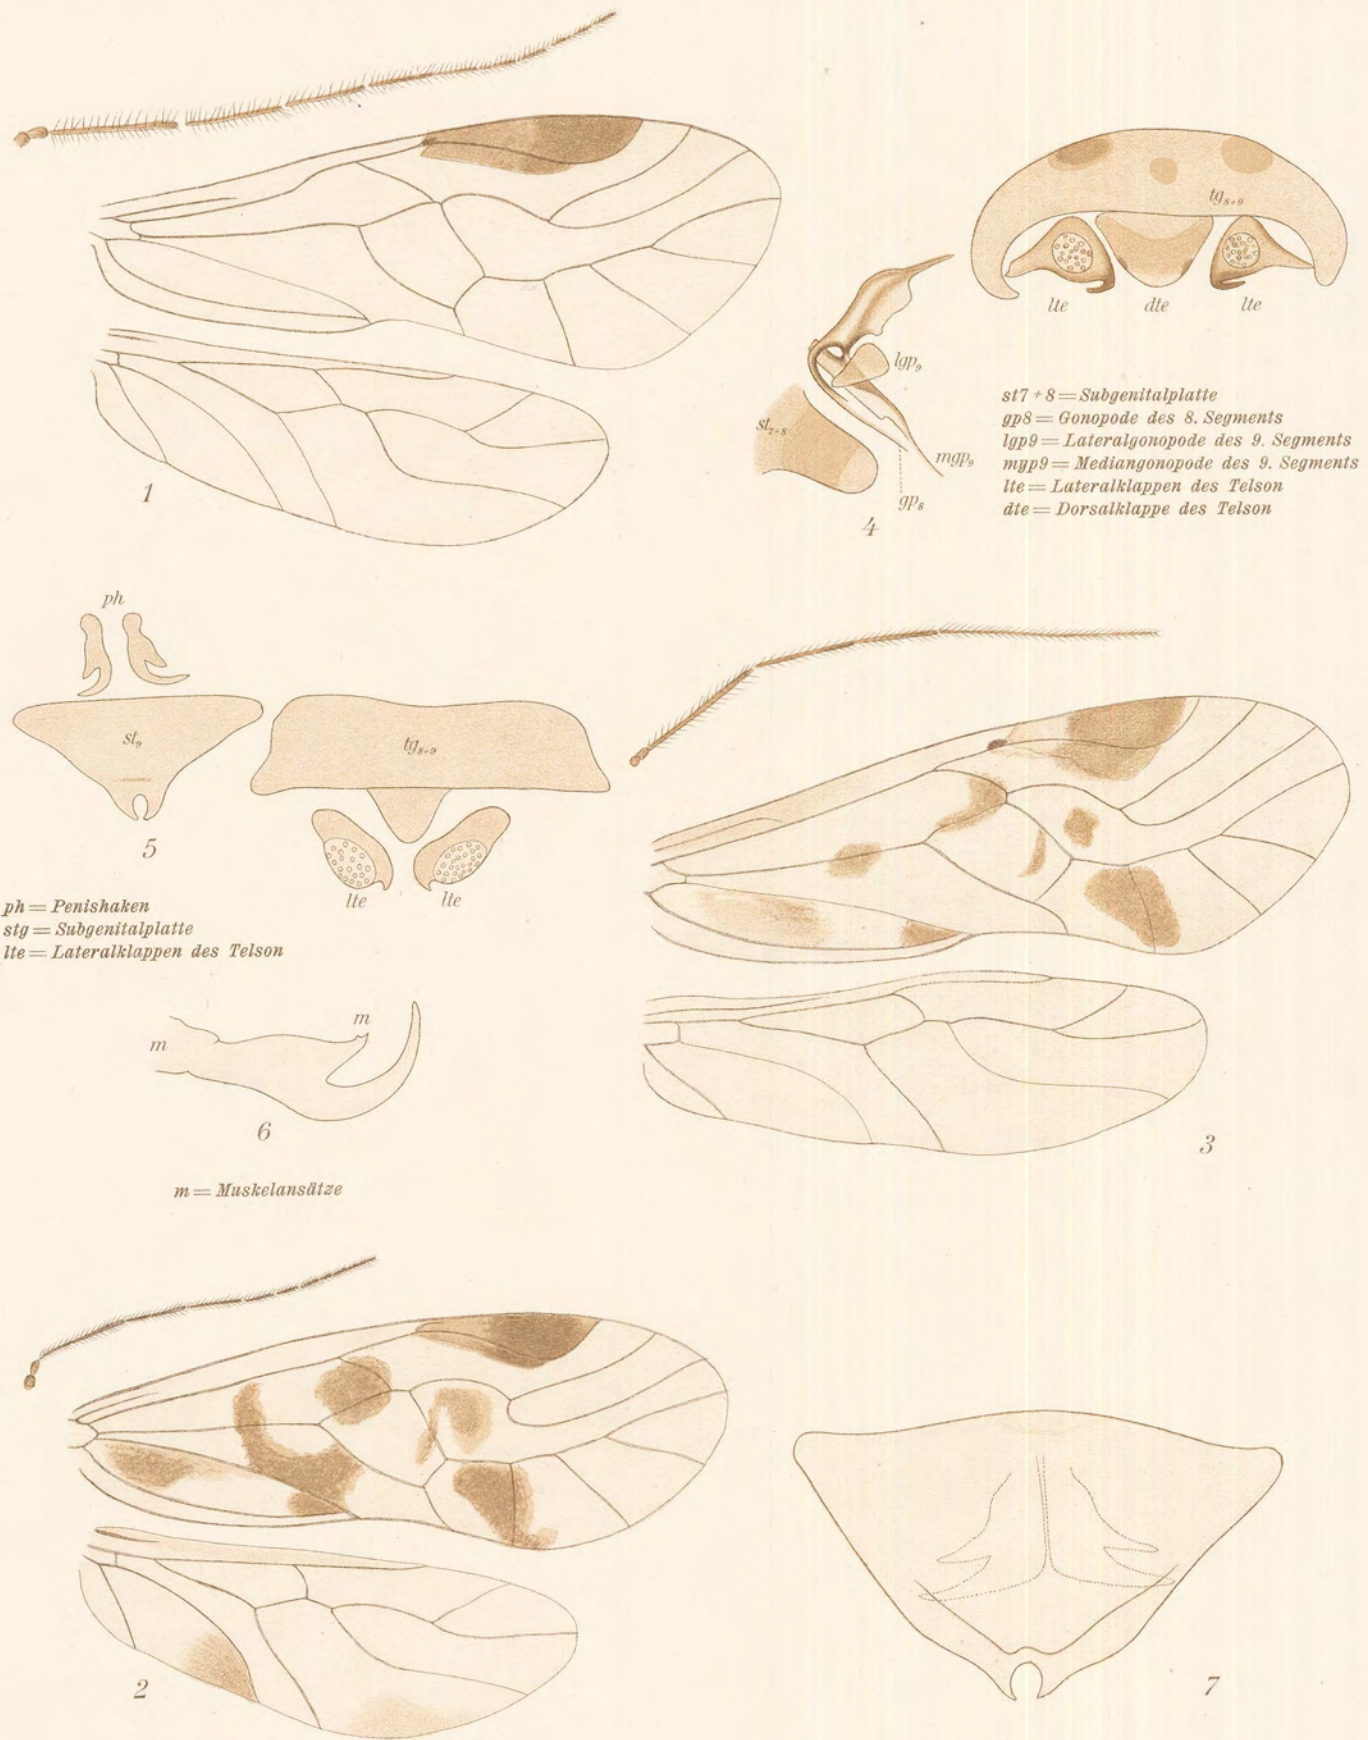 tg8+9
lte
dte
lte
lgp9
st7+8
mgp9
gp8
st7+8 = Subgenitalplatte
gp8 = Gonopode des 8. Segments
lgp9 = Lateralgonopode des 9. Segments
myp9 = Mediangonopode des 9. Segments
lte = Lateralklappen des Telson
dte = Dorsalklappe des Telson
1
4
ph
st9
tg8+9
5
lte
lte
ph = Penishaken
stg = Subgenitalplatte
lte = Lateralklappen des Telson
m
m
6
3
m = Muskelansätze
2
7